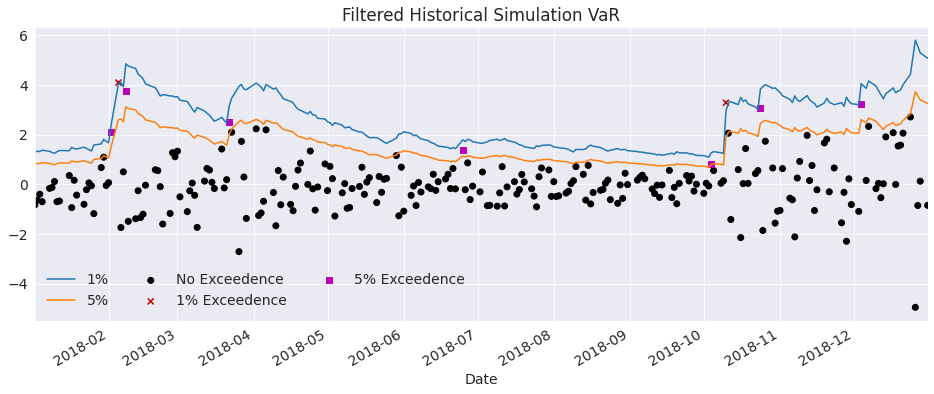 Filtered Historical Simulation VaR
6
4
2
0
−2
−4
1% No Exceedence 5% Exceedence
5% 1% Exceedence
2018-02 2018-03 2018-04 2018-05 2018-06 2018-07 2018-08 2018-09 2018-10 2018-11 2018-12
Date